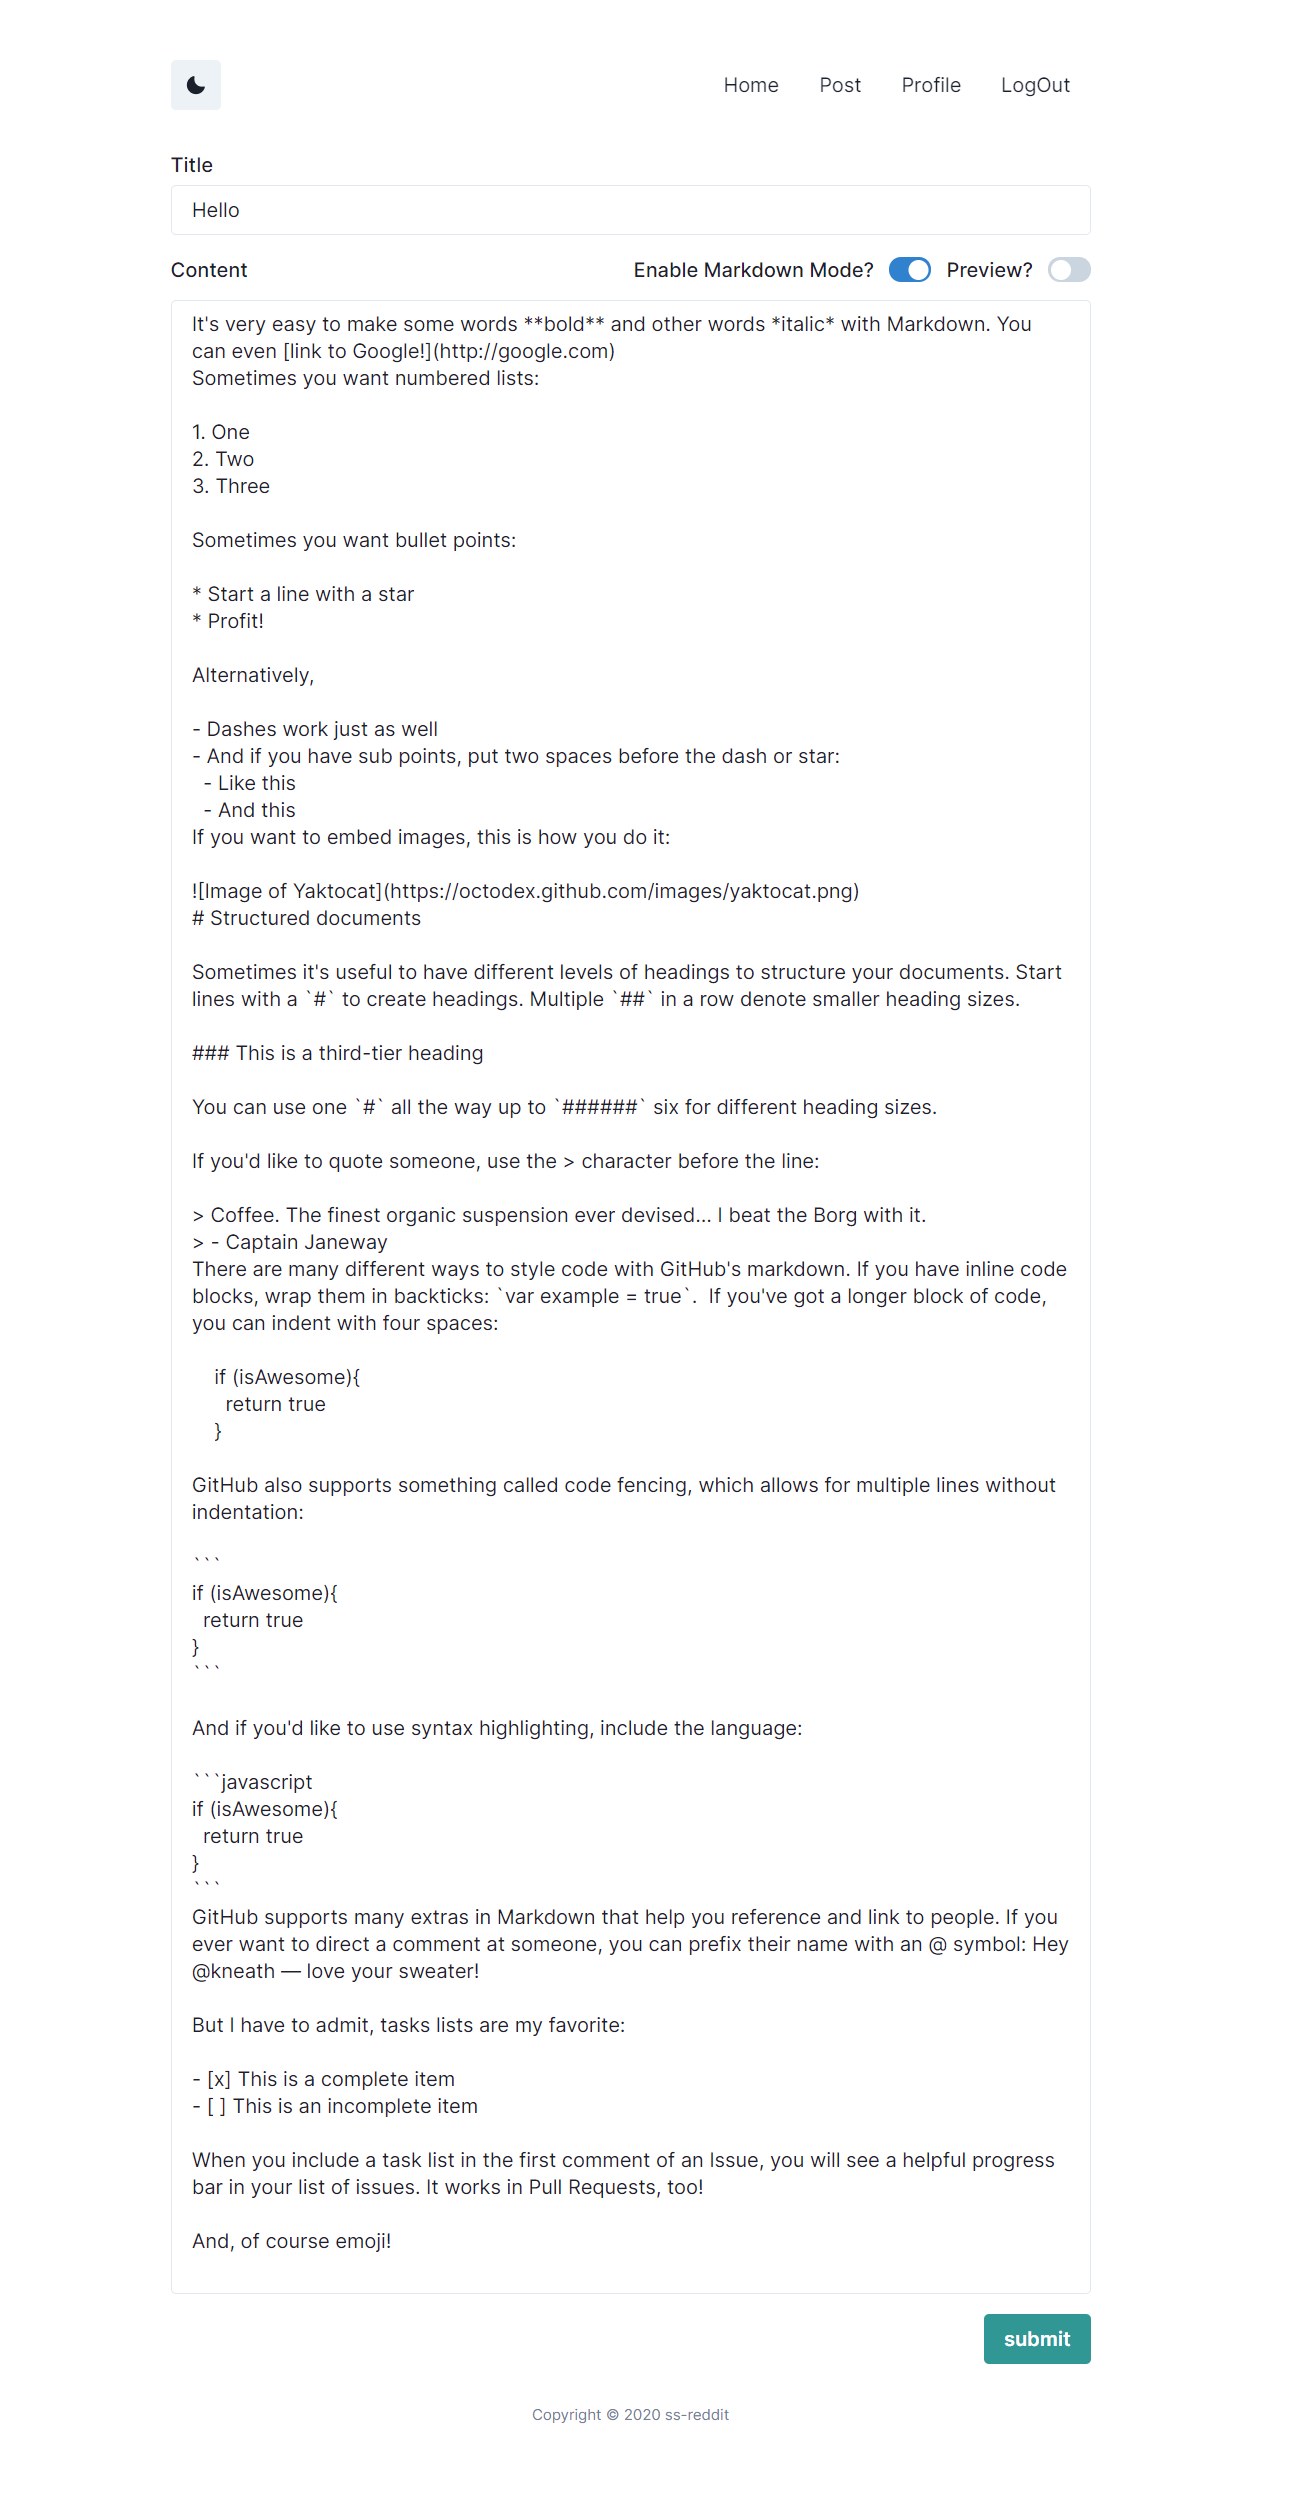 Home Post Profile LogOut
Title
Hello
Content Enable Markdown Mode? Preview?
It's very easy to make some words **bold** and other words *italic* with Markdown. You
can even [link to Google!](http://google.com)
Sometimes you want numbered lists:
1. One
2. Two
3. Three
Sometimes you want bullet points:
* Start a line with a star
* Profit!
Alternatively,
- Dashes work just as well
- And if you have sub points, put two spaces before the dash or star:
  - Like this
  - And this
If you want to embed images, this is how you do it:
![Image of Yaktocat](https://octodex.github.com/images/yaktocat.png)
# Structured documents
Sometimes it's useful to have different levels of headings to structure your documents. Start
lines with a `#` to create headings. Multiple `##` in a row denote smaller heading sizes.
### This is a third-tier heading
You can use one `#` all the way up to `######` six for different heading sizes.
If you'd like to quote someone, use the > character before the line:
> Coffee. The finest organic suspension ever devised... I beat the Borg with it.
> - Captain Janeway
There are many different ways to style code with GitHub's markdown. If you have inline code
blocks, wrap them in backticks: `var example = true`.  If you've got a longer block of code,
you can indent with four spaces:
    if (isAwesome){
      return true
    }
GitHub also supports something called code fencing, which allows for multiple lines without
indentation:
```
if (isAwesome){
  return true
}
```
And if you'd like to use syntax highlighting, include the language:
```javascript
if (isAwesome){
  return true
}
```
GitHub supports many extras in Markdown that help you reference and link to people. If you
ever want to direct a comment at someone, you can prefix their name with an @ symbol: Hey
@kneath — love your sweater!
But I have to admit, tasks lists are my favorite:
- [x] This is a complete item
- [ ] This is an incomplete item
When you include a task list in the first comment of an Issue, you will see a helpful progress
bar in your list of issues. It works in Pull Requests, too!
And, of course emoji!
submit
Copyright © 2020 ss-reddit